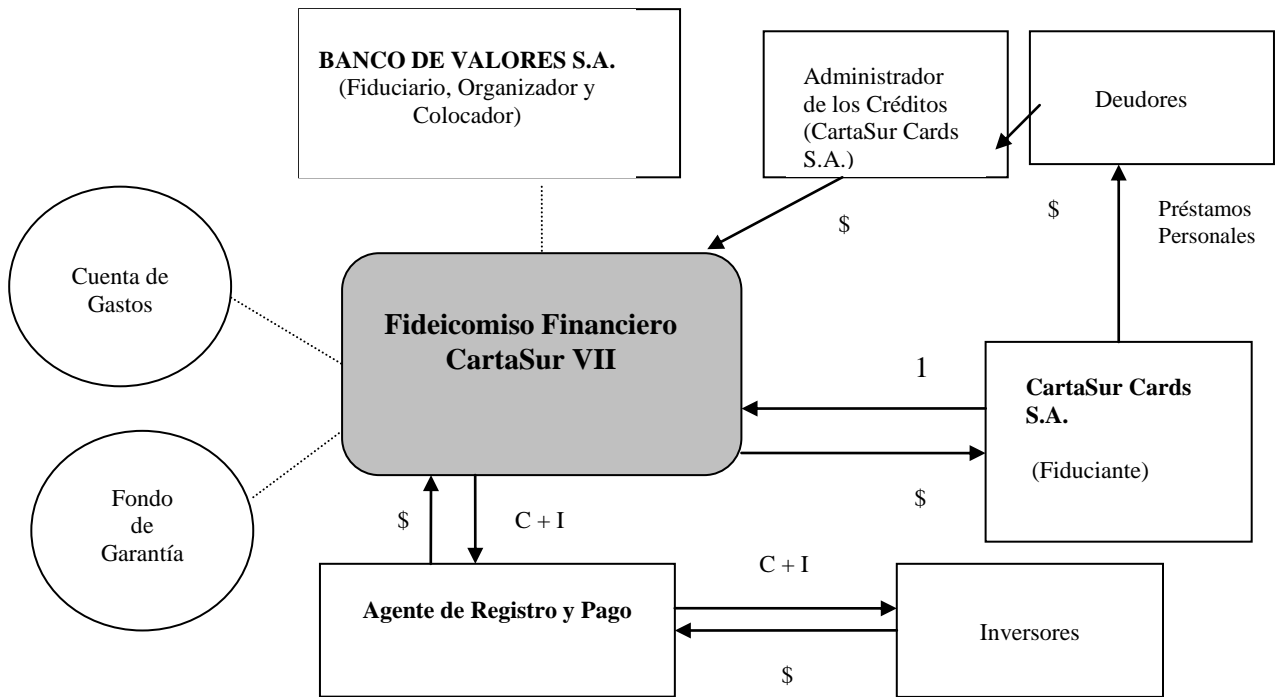 BANCO DE VALORES S.A.
(Fiduciario, Organizador y
Colocador)
Administrador
de los Créditos
(CartaSur Cards
S.A.)
Deudores
$
$
Préstamos
Personales
Cuenta de
Gastos
Fideicomiso Financiero
CartaSur VII
1
CartaSur Cards
S.A.
(Fiduciante)
$
Fondo
de
Garantía
$
C + I
C + I
Agente de Registro y Pago
Inversores
$